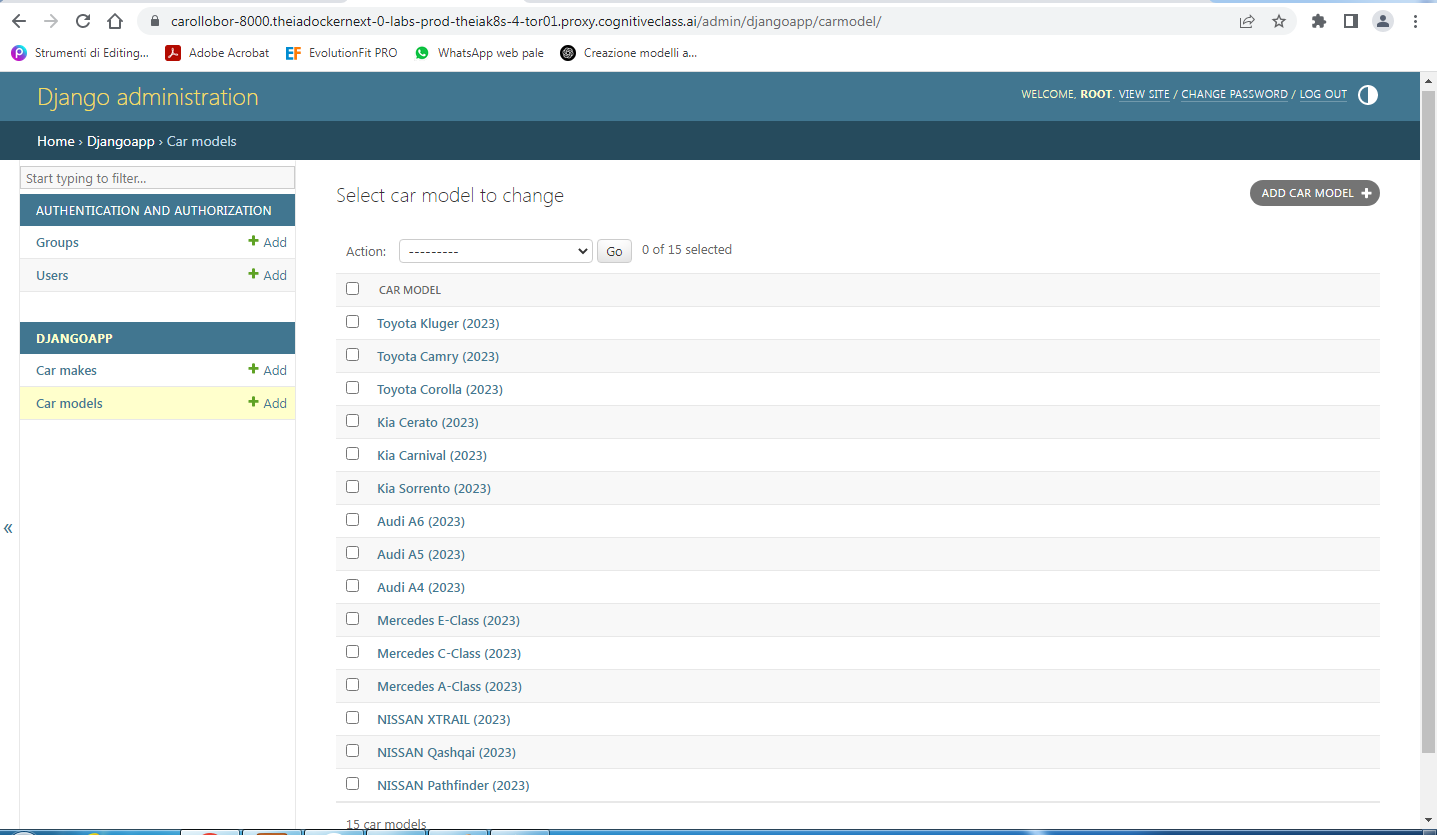 carollobor-8000.theiadockernext-0-labs-prod-theiak8s-4-tor01.proxy.cognitiveclass.ai/admin/djangoapp/carmodel/
Strumenti di Editing... Adobe Acrobat EF EvolutionFit PRO WhatsApp web pale Creazione modelli a...
Django administration
WELCOME, ROOT. VIEW SITE / CHANGE PASSWORD / LOG OUT
Home › Djangoapp › Car models
Start typing to filter...
AUTHENTICATION AND AUTHORIZATION
Groups + Add
Users + Add
DJANGOAPP
Car makes + Add
Car models + Add
«
Select car model to change
ADD CAR MODEL +
Action: --------- Go 0 of 15 selected
CAR MODEL
Toyota Kluger (2023)
Toyota Camry (2023)
Toyota Corolla (2023)
Kia Cerato (2023)
Kia Carnival (2023)
Kia Sorrento (2023)
Audi A6 (2023)
Audi A5 (2023)
Audi A4 (2023)
Mercedes E-Class (2023)
Mercedes C-Class (2023)
Mercedes A-Class (2023)
NISSAN XTRAIL (2023)
NISSAN Qashqai (2023)
NISSAN Pathfinder (2023)
15 car models